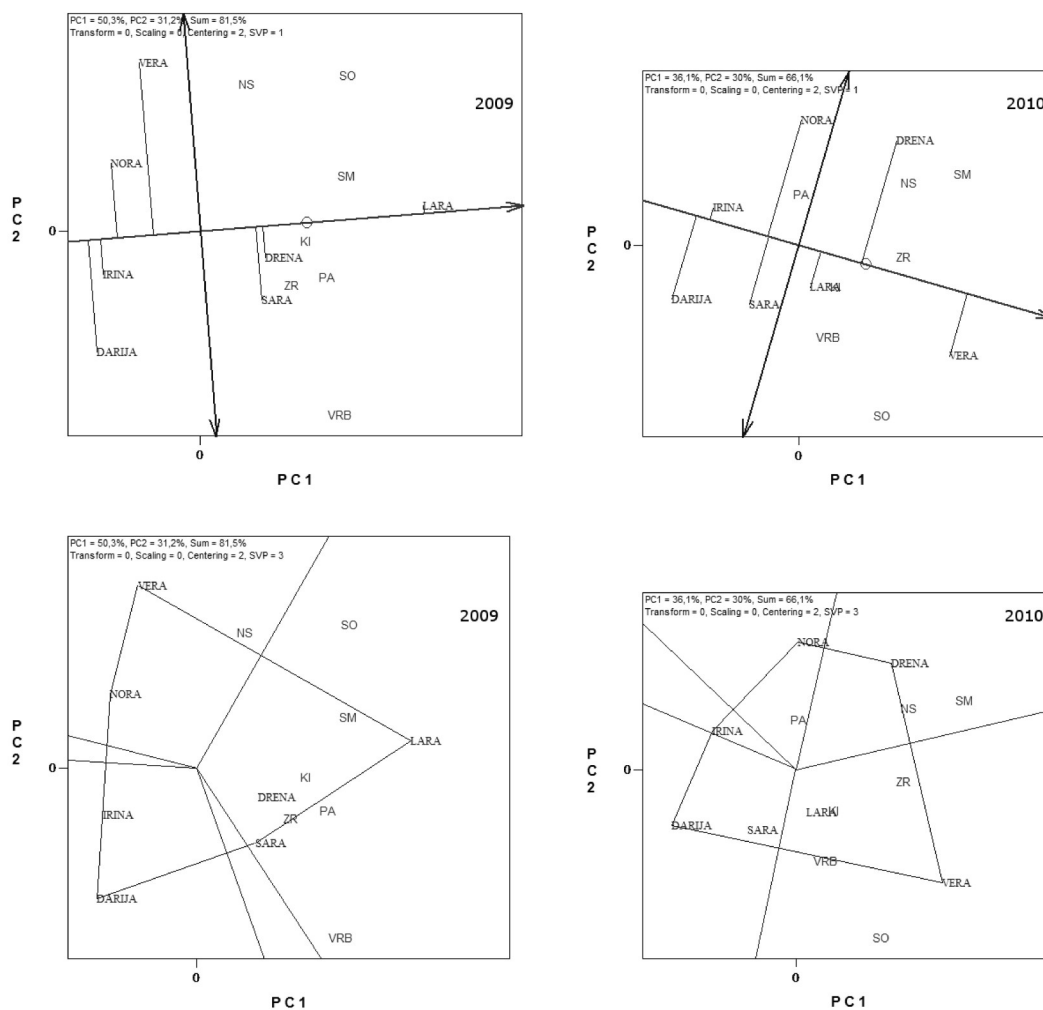 PC1 = 50,3%, PC2 = 31,2%, Sum = 81,5%
Transform = 0, Scaling = 0, Centering = 2, SVP = 1
2009
VERA
NS
SO
NORA
SM
LARA
KI
DRENA
ZR
PA
IRINA
SARA
DARIJA
VRB
P
C
2
0
0
P C 1
PC1 = 36,1%, PC2 = 30%, Sum = 66,1%
Transform = 0, Scaling = 0, Centering = 2, SVP = 1
2010
NORA
DRENA
SM
NS
PA
IRINA
ZR
LARA
KI
DARIJA
SARA
VRB
VERA
SO
P
C
2
0
0
P C 1
PC1 = 50,3%, PC2 = 31,2%, Sum = 81,5%
Transform = 0, Scaling = 0, Centering = 2, SVP = 3
2009
VERA
NS
SO
NORA
SM
LARA
KI
DRENA
PA
IRINA
ZR
SARA
DARIJA
VRB
P
C
2
0
0
P C 1
PC1 = 36,1%, PC2 = 30%, Sum = 66,1%
Transform = 0, Scaling = 0, Centering = 2, SVP = 3
2010
NORA
DRENA
SM
NS
PA
IRINA
ZR
LARA
KI
DARIJA
SARA
VRB
VERA
SO
P
C
2
0
0
P C 1